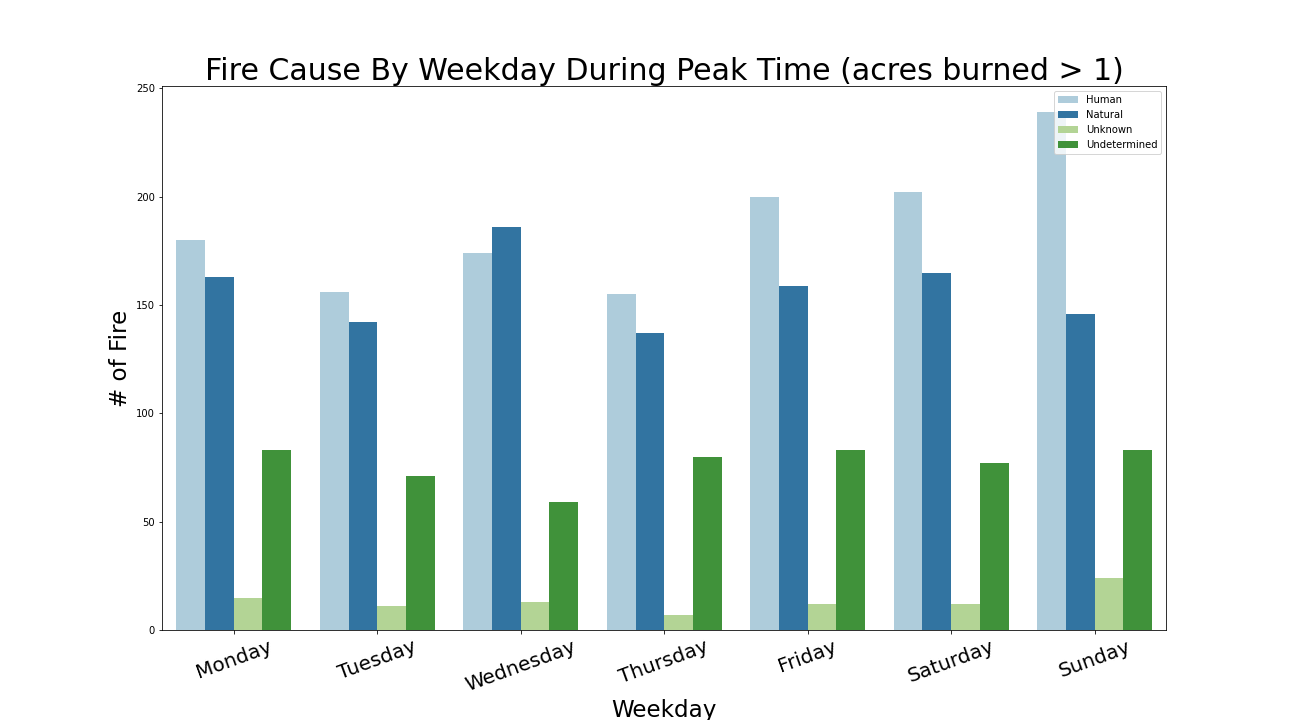 Fire Cause By Weekday During Peak Time (acres burned > 1)
250
200
150
100
50
0
# of Fire
Human
Natural
Unknown
Undetermined
Monday
Tuesday
Wednesday
Thursday
Friday
Saturday
Sunday
Weekday